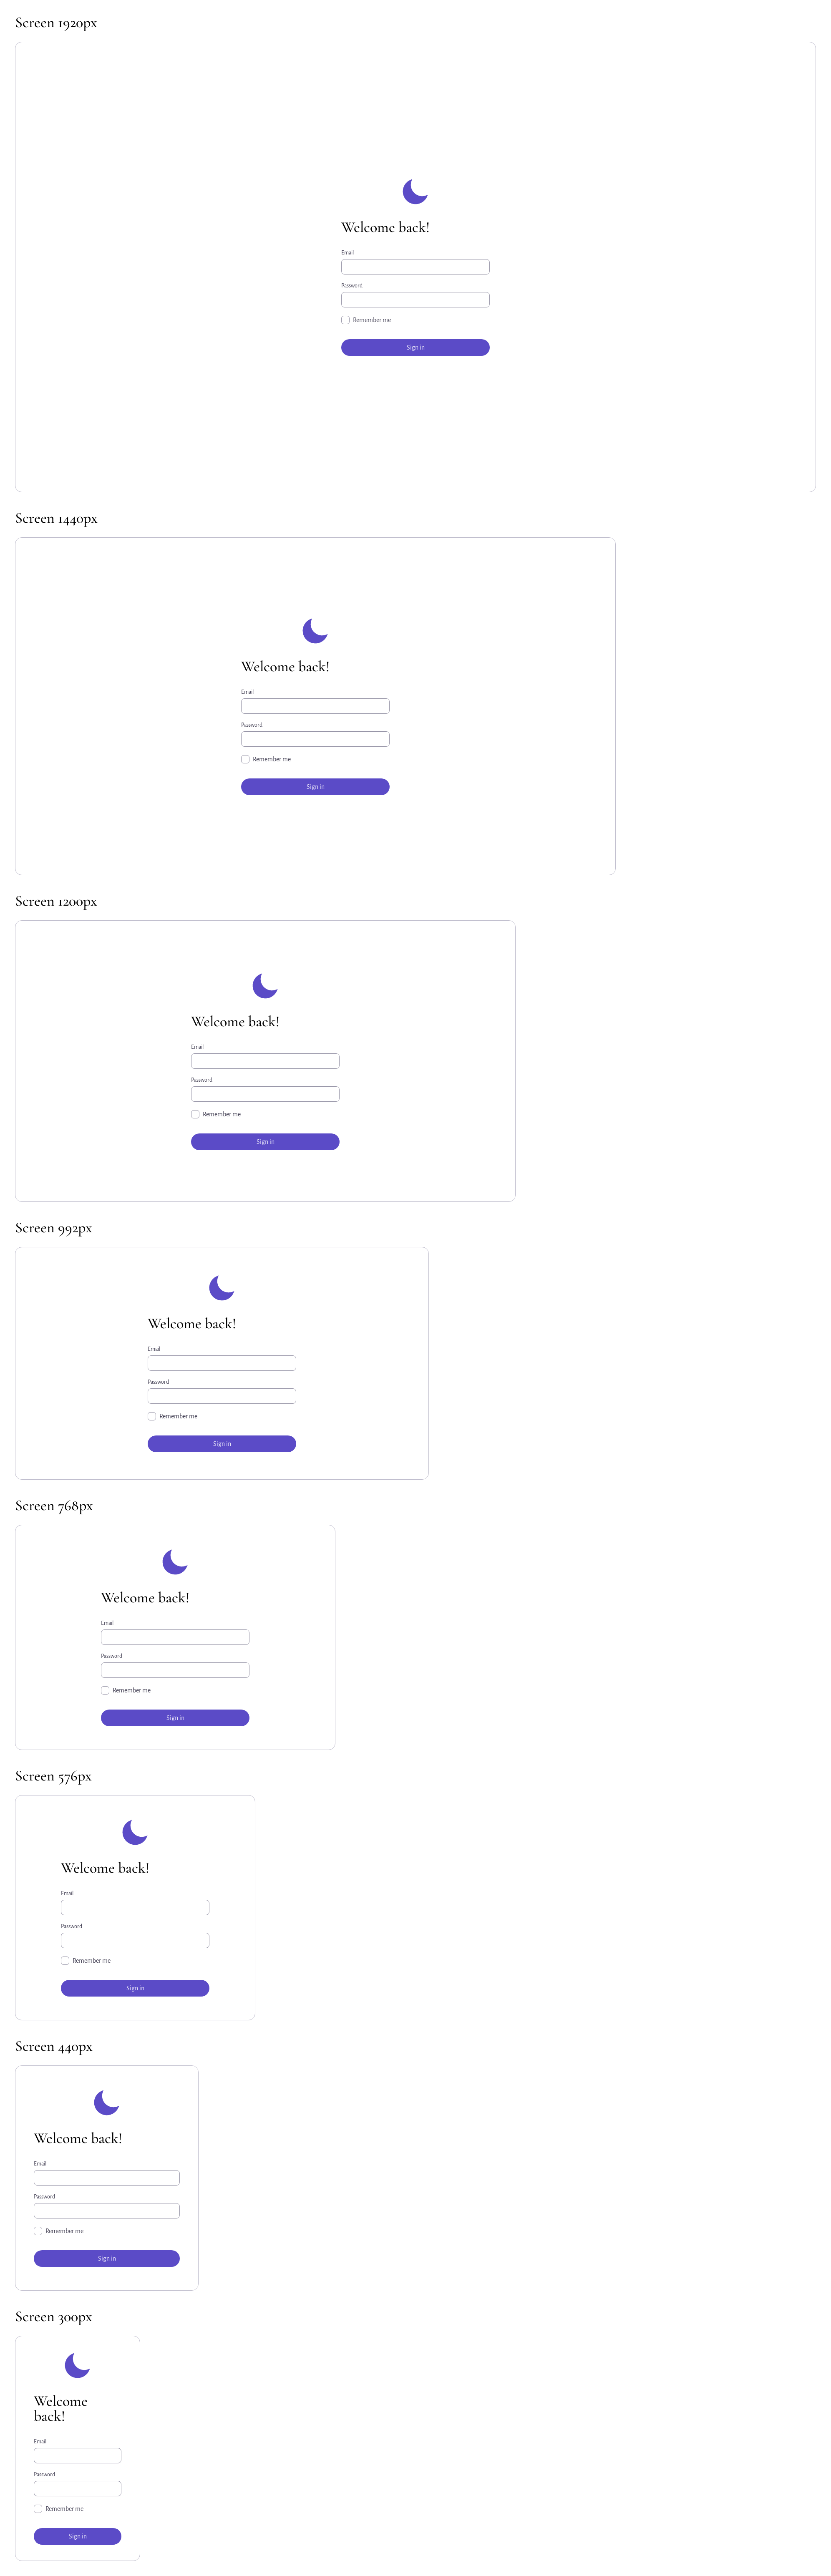 Screen 1920px
Welcome back!
Email
Password
Remember me
Sign in
Screen 1440px
Welcome back!
Email
Password
Remember me
Sign in
Screen 1200px
Welcome back!
Email
Password
Remember me
Sign in
Screen 992px
Welcome back!
Email
Password
Remember me
Sign in
Screen 768px
Welcome back!
Email
Password
Remember me
Sign in
Screen 576px
Welcome back!
Email
Password
Remember me
Sign in
Screen 440px
Welcome back!
Email
Password
Remember me
Sign in
Screen 300px
Welcome
back!
Email
Password
Remember me
Sign in